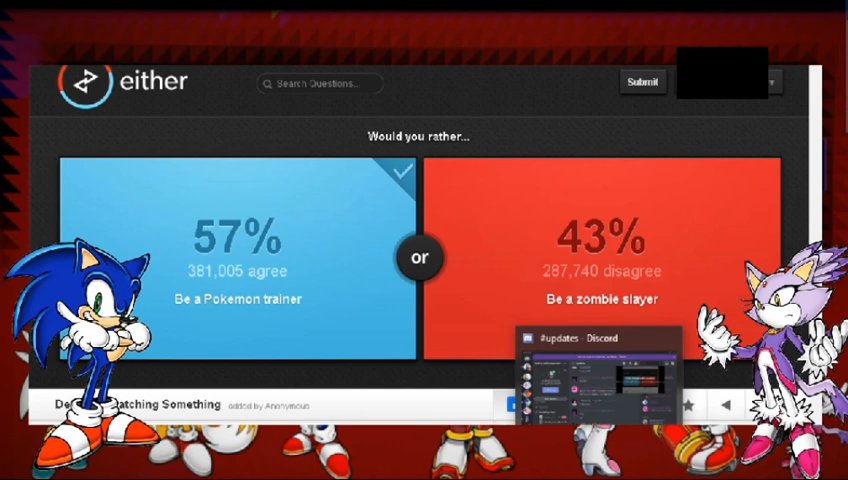 either
Search Questions...
Submit
Would you rather...
57%
381,005 agree
Be a Pokemon trainer
or
43%
287,740 disagree
Be a zombie slayer
#updates - Discord
atching Something
added by Anonymous